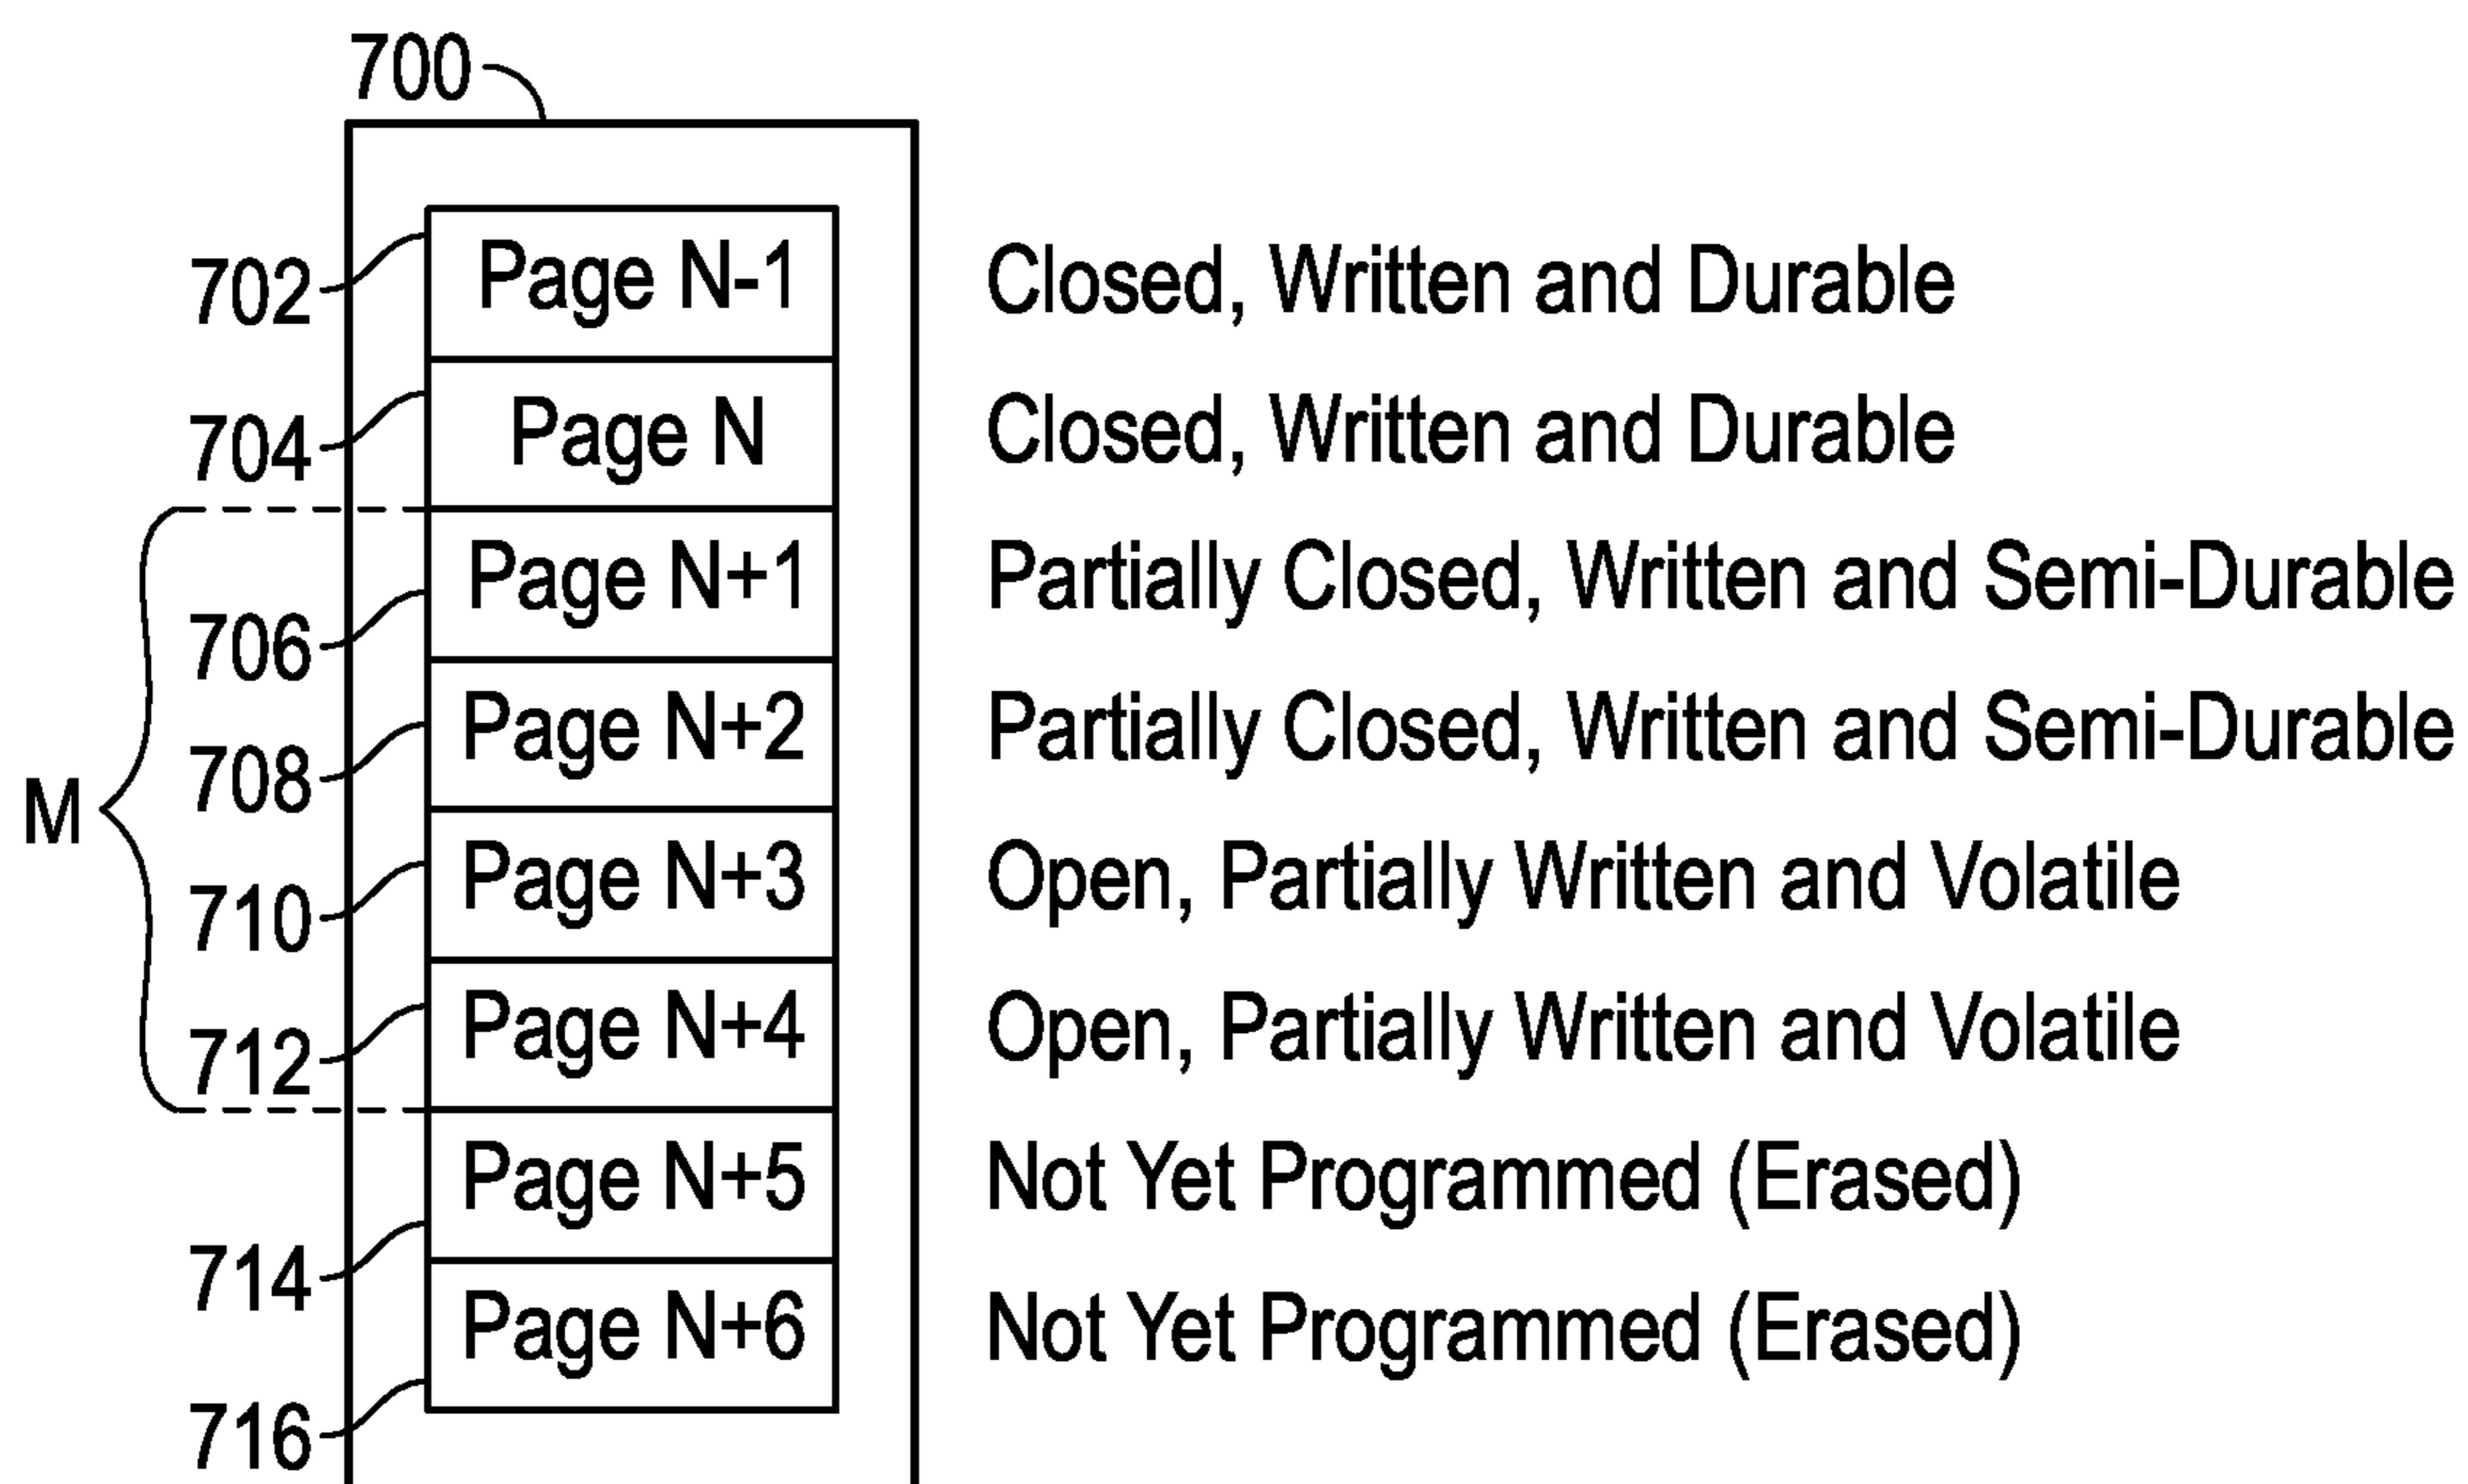 700
702 Page N-1 Closed, Written and Durable
704 Page N Closed, Written and Durable
706 Page N+1 Partially Closed, Written and Semi-Durable
708 Page N+2 Partially Closed, Written and Semi-Durable
M
710 Page N+3 Open, Partially Written and Volatile
712 Page N+4 Open, Partially Written and Volatile
714 Page N+5 Not Yet Programmed (Erased)
716 Page N+6 Not Yet Programmed (Erased)